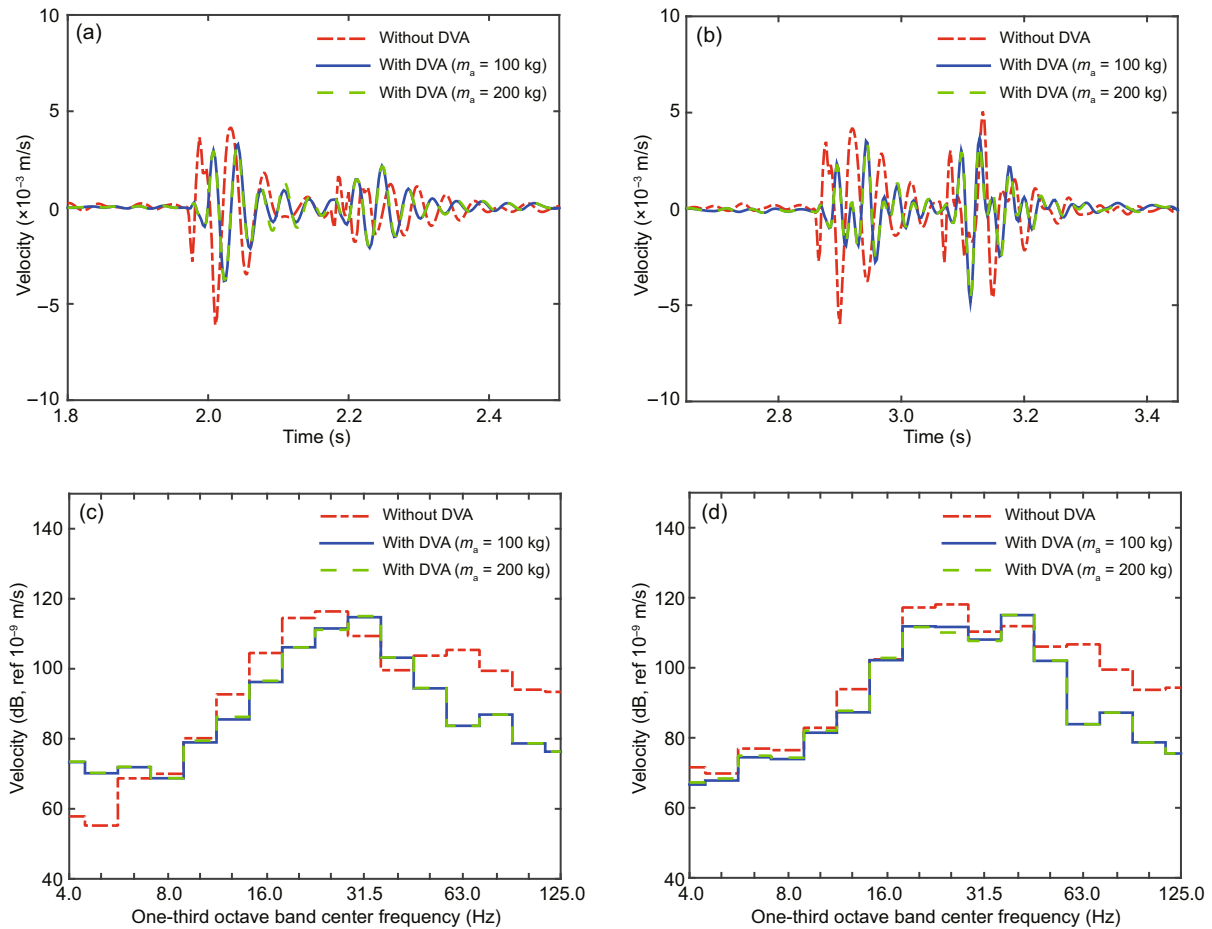 (a)
Without DVA
With DVA (mₐ = 100 kg)
With DVA (mₐ = 200 kg)
10
5
0
–5
–10
Velocity (×10⁻³ m/s)
1.8
2.0
2.2
2.4
Time (s)
(b)
Without DVA
With DVA (mₐ = 100 kg)
With DVA (mₐ = 200 kg)
10
5
0
–5
–10
Velocity (×10⁻³ m/s)
2.8
3.0
3.2
3.4
Time (s)
(c)
Without DVA
With DVA (mₐ = 100 kg)
With DVA (mₐ = 200 kg)
140
120
100
80
60
40
Velocity (dB, ref 10⁻⁹ m/s)
4.0
8.0
16.0
31.5
63.0
125.0
One-third octave band center frequency (Hz)
(d)
Without DVA
With DVA (mₐ = 100 kg)
With DVA (mₐ = 200 kg)
140
120
100
80
60
40
Velocity (dB, ref 10⁻⁹ m/s)
4.0
8.0
16.0
31.5
63.0
125.0
One-third octave band center frequency (Hz)